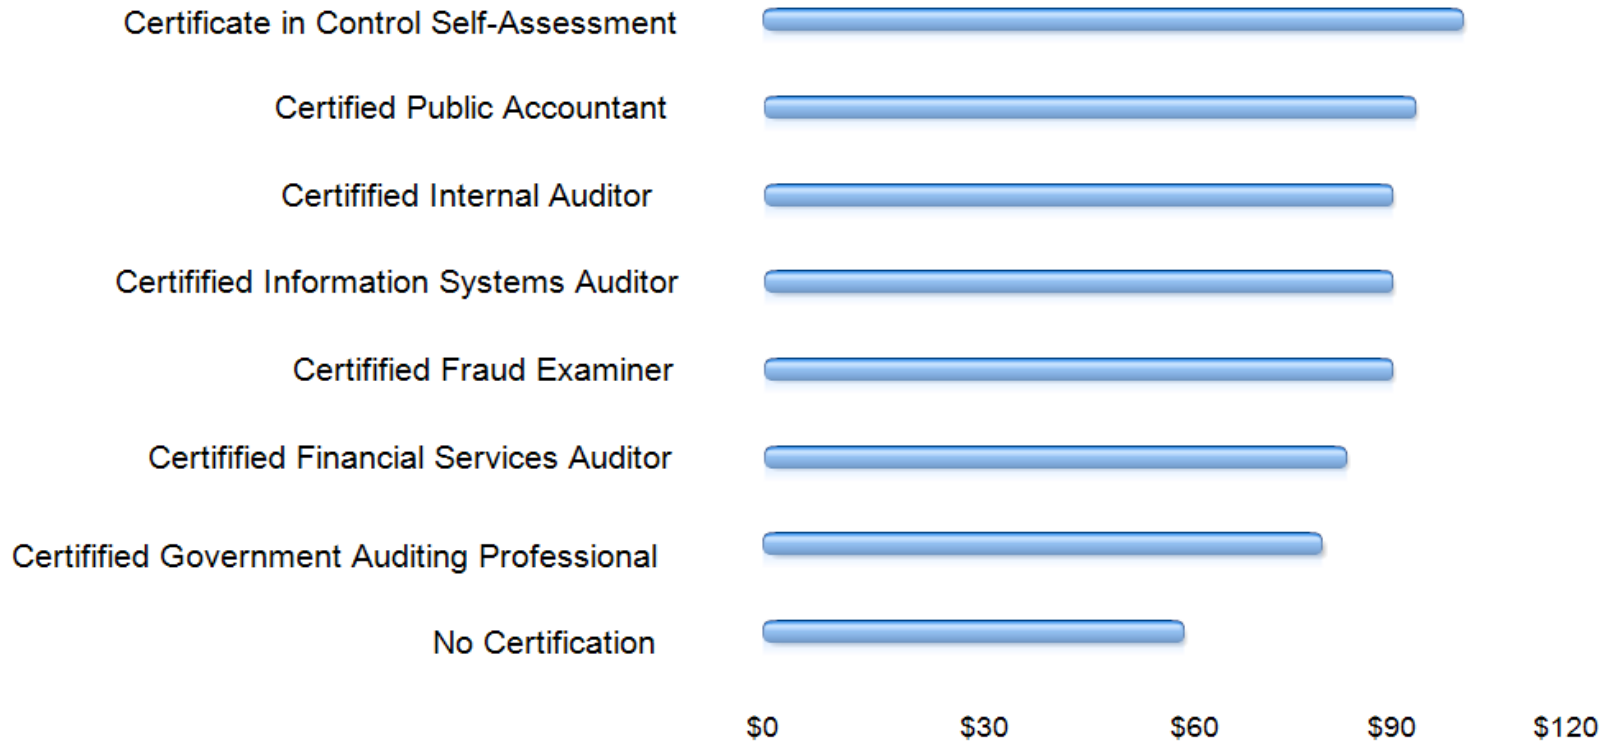 Certificate in Control Self-Assessment
Certified Public Accountant
Certifified Internal Auditor
Certifified Information Systems Auditor
Certifified Fraud Examiner
Certifified Financial Services Auditor
Certifified Government Auditing Professional
No Certification
$0 $30 $60 $90 $120